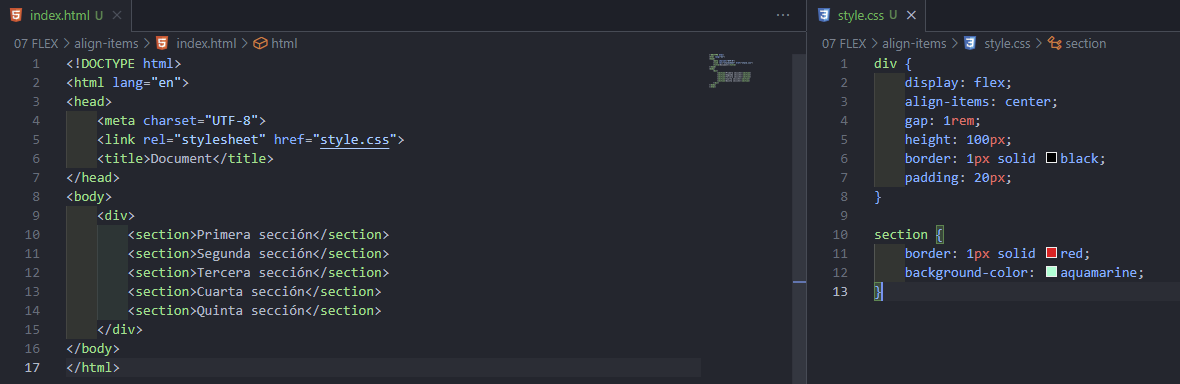 index.html U ×
07 FLEX > align-items > index.html > html
1 <!DOCTYPE html>
2 <html lang="en">
3 <head>
4     <meta charset="UTF-8">
5     <link rel="stylesheet" href="style.css">
6     <title>Document</title>
7 </head>
8 <body>
9     <div>
10         <section>Primera sección</section>
11         <section>Segunda sección</section>
12         <section>Tercera sección</section>
13         <section>Cuarta sección</section>
14         <section>Quinta sección</section>
15     </div>
16 </body>
17 </html>
style.css U ×
07 FLEX > align-items > style.css > section
1 div {
2     display: flex;
3     align-items: center;
4     gap: 1rem;
5     height: 100px;
6     border: 1px solid black;
7     padding: 20px;
8 }
9
10 section {
11     border: 1px solid red;
12     background-color: aquamarine;
13 }